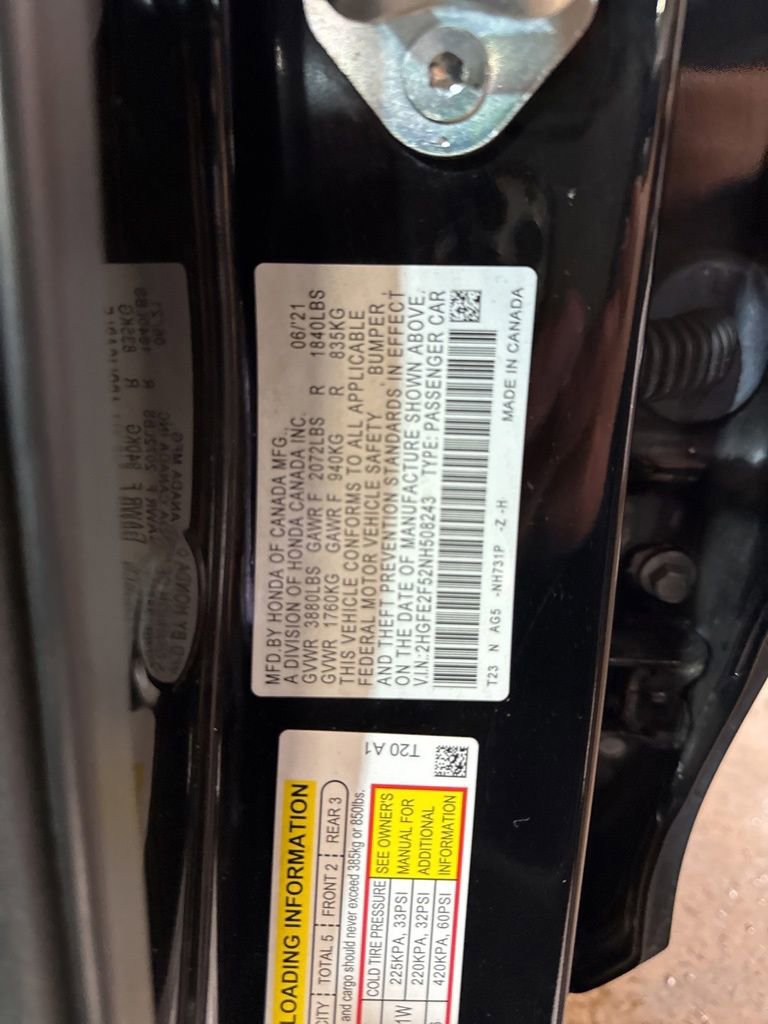 MFD.BY HONDA OF CANADA MFG.
A DIVISION OF HONDA CANADA INC. 06/'21
GVWR 3880LBS GAWR F 2072LBS R 1840LBS
GVWR 1760KG GAWR F 940KG R 835KG
THIS VEHICLE CONFORMS TO ALL APPLICABLE
FEDERAL MOTOR VEHICLE SAFETY , BUMPER,
AND THEFT PREVENTION STANDARDS IN EFFECT
ON THE DATE OF MANUFACTURE SHOWN ABOVE.
V.I.N.:2HGFE2F52NH508243 TYPE: PASSENGER CAR
T23 N AG5 -NH731P -Z -H MADE IN CANADA
T20 A1
LOADING INFORMATION
TOTAL 5 FRONT 2 REAR 3
and cargo should never exceed 385kg or 850lbs.
COLD TIRE PRESSURE SEE OWNER'S
225KPA, 33PSI MANUAL FOR
220KPA, 32PSI ADDITIONAL
420KPA, 60PSI INFORMATION